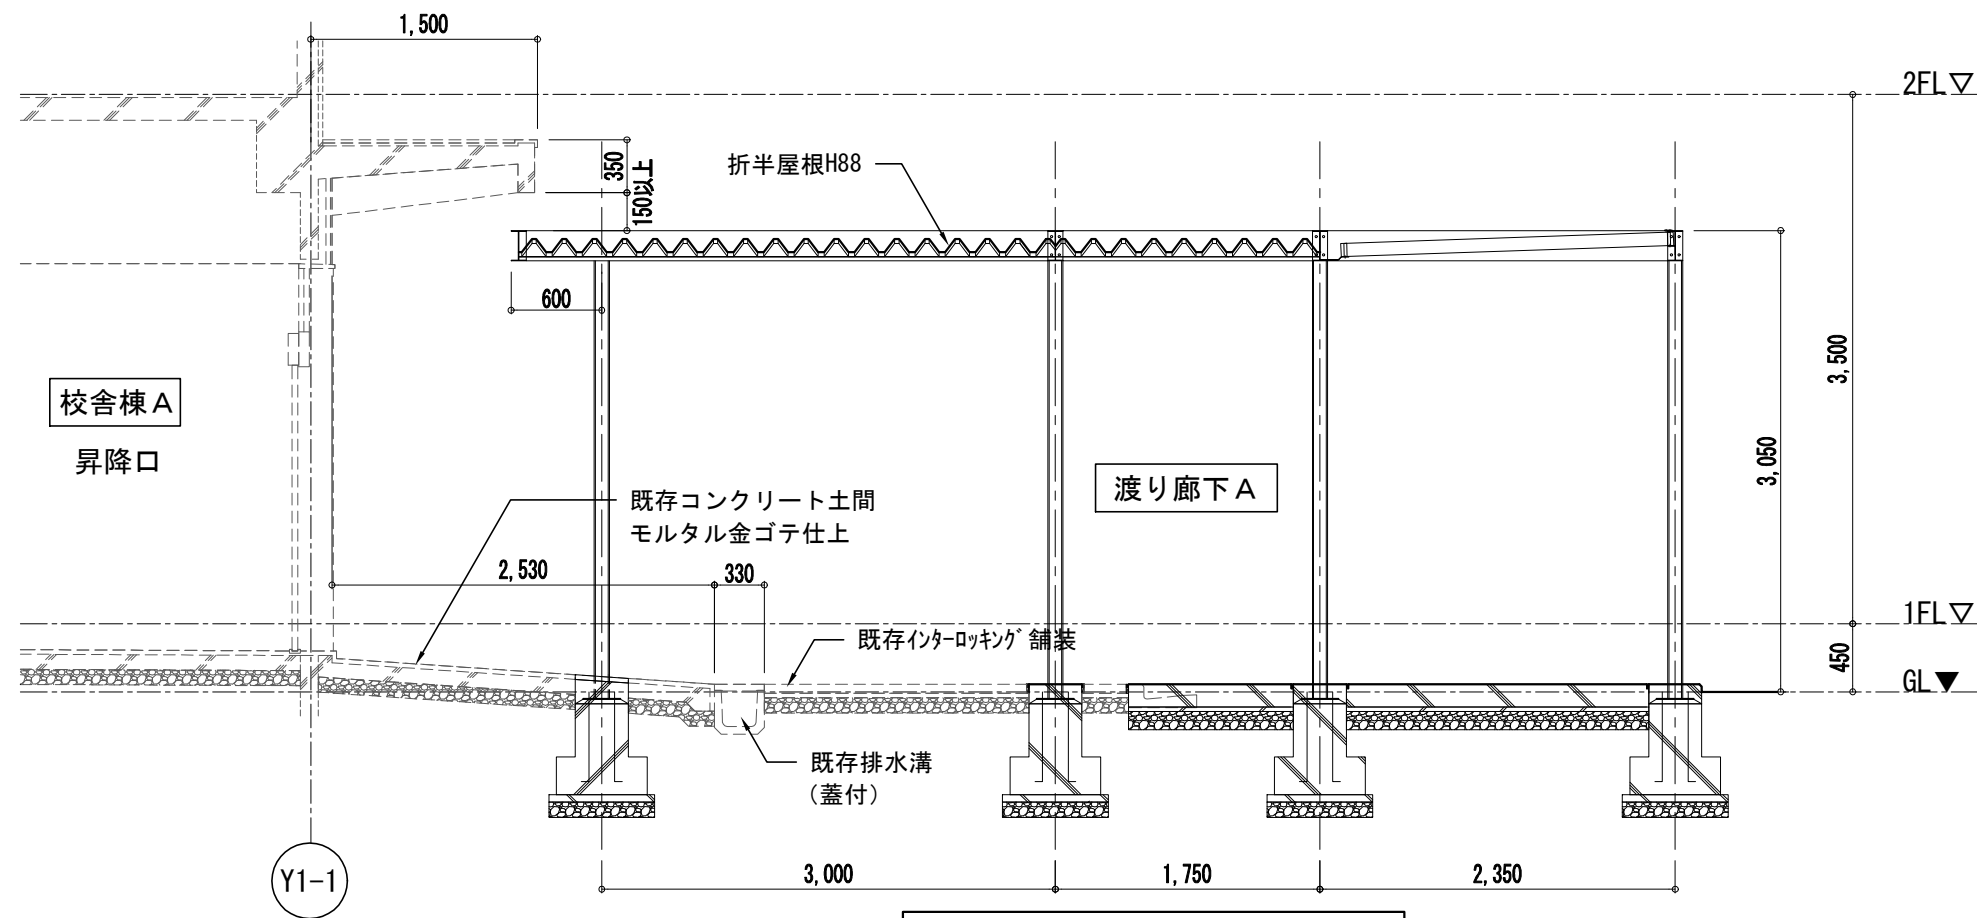 1,500
2FL▽
折半屋根H88
350
150以上
600
3,500
校舎棟A
昇降口
3,050
渡り廊下A
既存コンクリート土間
モルタル金ゴテ仕上
2,530
330
1FL▽
既存インターロッキング舗装
450
GL▼
既存排水溝
（蓋付）
Y1-1
3,000
1,750
2,350